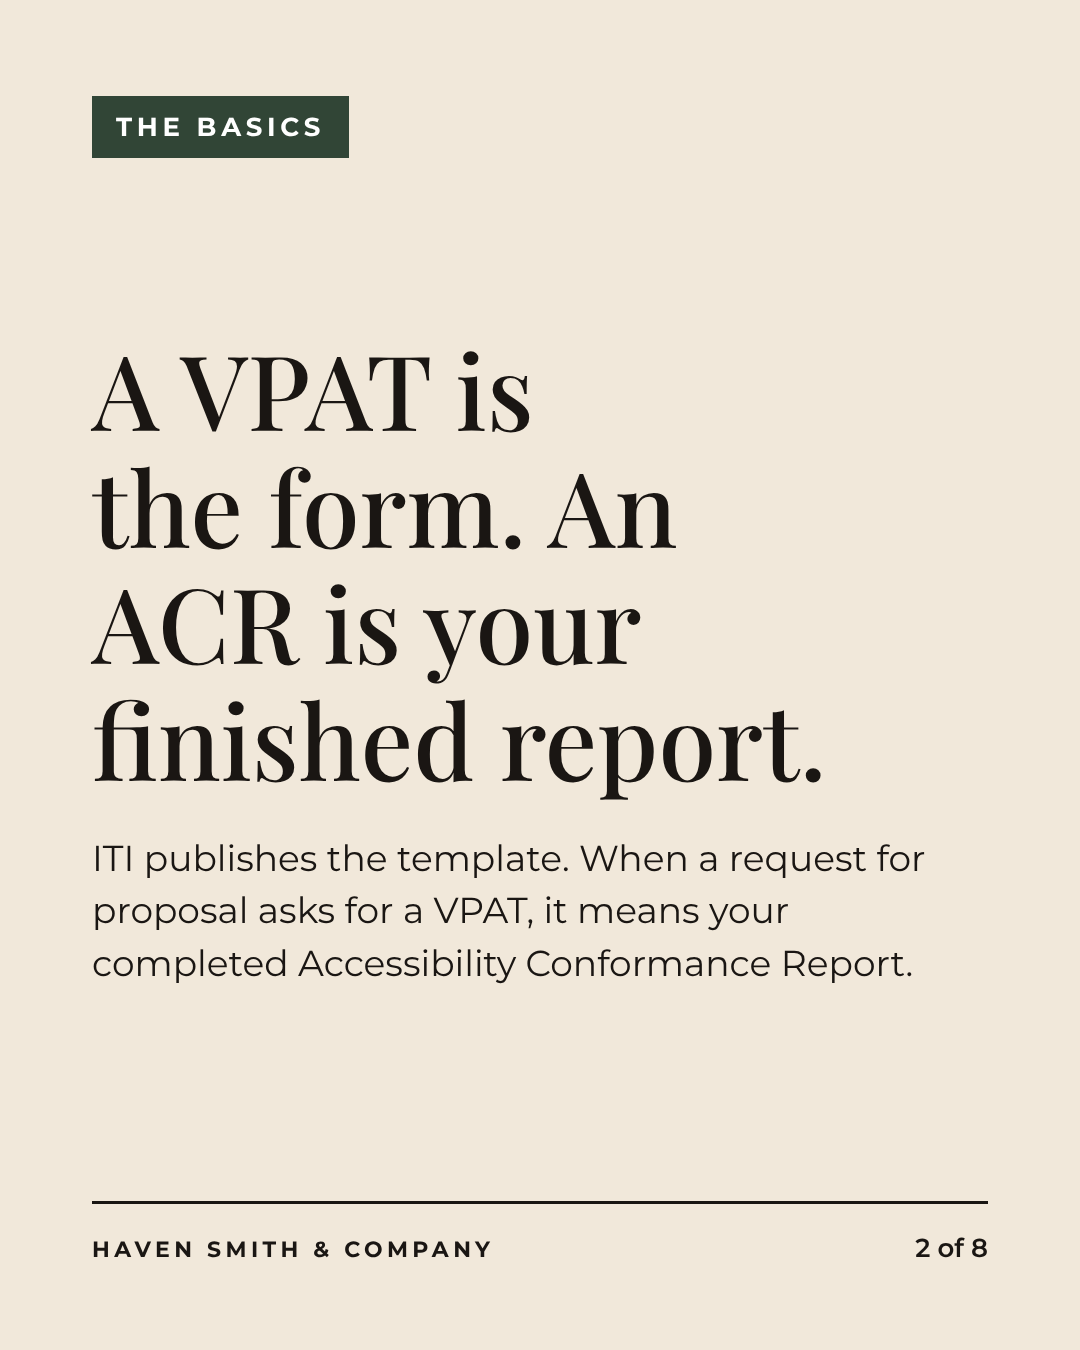 THE BASICS
A VPAT is
the form. An
ACR is your
finished report.
ITI publishes the template. When a request for
proposal asks for a VPAT, it means your
completed Accessibility Conformance Report.
HAVEN SMITH & COMPANY
2 of 8